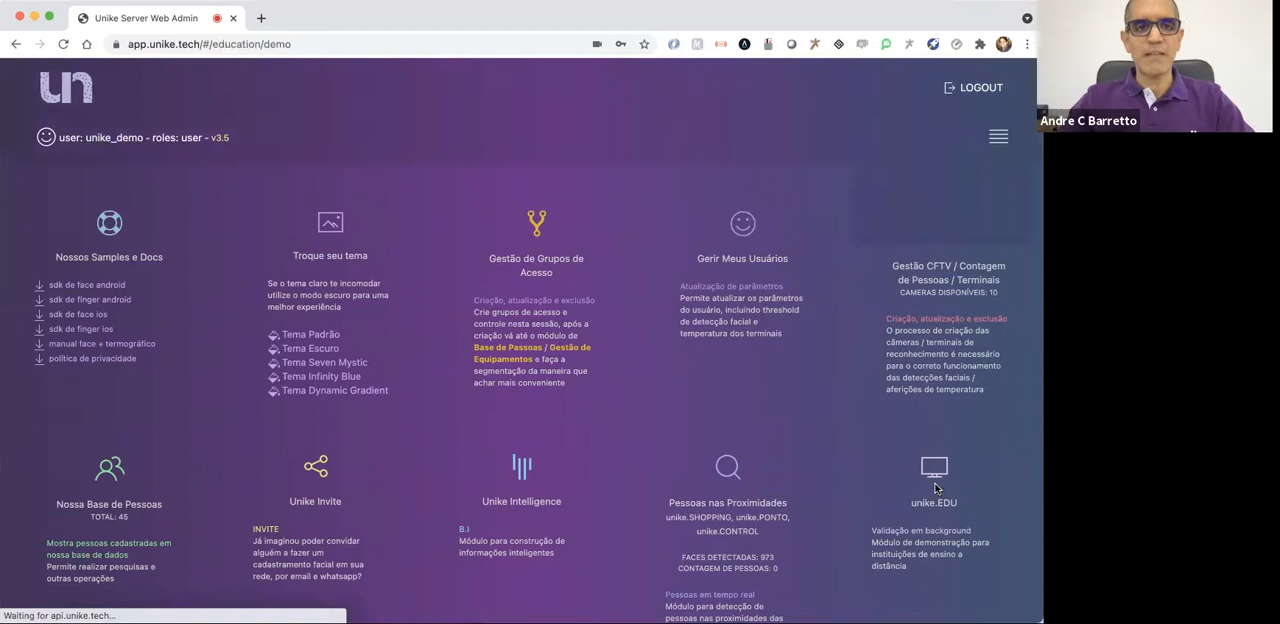 Unike Server Web Admin
app.unike.tech/#/education/demo
un
LOGOUT
user: unike_demo - roles: user - v3.5
Andre C Barretto
Nossos Samples e Docs
sdk de face android
sdk de finger android
sdk de face ios
sdk de finger ios
manual face + termográfico
política de privacidade
Troque seu tema
Se o tema claro te incomodar
utilize o modo escuro para uma
melhor experiência
Tema Padrão
Tema Escuro
Tema Seven Mystic
Tema Infinity Blue
Tema Dynamic Gradient
Gestão de Grupos de
Acesso
Criação, atualização e exclusão
Crie grupos de acesso e
controle nesta sessão, após a
criação vá até o módulo de
Base de Passoas / Gestão de
Equipamentos e faça a
segmentação da maneira que
achar mais conveniente
Gerir Meus Usuários
Atualização de parâmetros
Permite atualizar os parâmetros
do usuário, incluindo threshold
de detecção facial e
temperatura dos terminais
Gestão CFTV / Contagem
de Pessoas / Terminais
CAMERAS DISPONÍVEIS: 10
Criação, atualização e exclusão
O processo de criação das
câmeras / terminais de
reconhecimento é necessário
para o correto funcionamento
das detecções faciais /
aferições de temperatura
Nossa Base de Pessoas
TOTAL: 45
Mostra pessoas cadastradas em
nossa base de dados
Permite realizar pesquisas e
outras operações
Unike Invite
INVITE
Já imaginou poder convidar
alguém a fazer um
cadastramento facial em sua
rede, por email e whatsapp?
Unike Intelligence
B.I
Módulo para construção de
informações inteligentes
Pessoas nas Proximidades
unike.SHOPPING, unike.PONTO,
unike.CONTROL
FACES DETECTADAS: 973
CONTAGEM DE PESSOAS: 0
Pessoas em tempo real
Módulo para detecção de
pessoas nas proximidades das
unike.EDU
Validação em background
Módulo de demonstração para
instituições de ensino a
distância
Waiting for api.unike.tech...